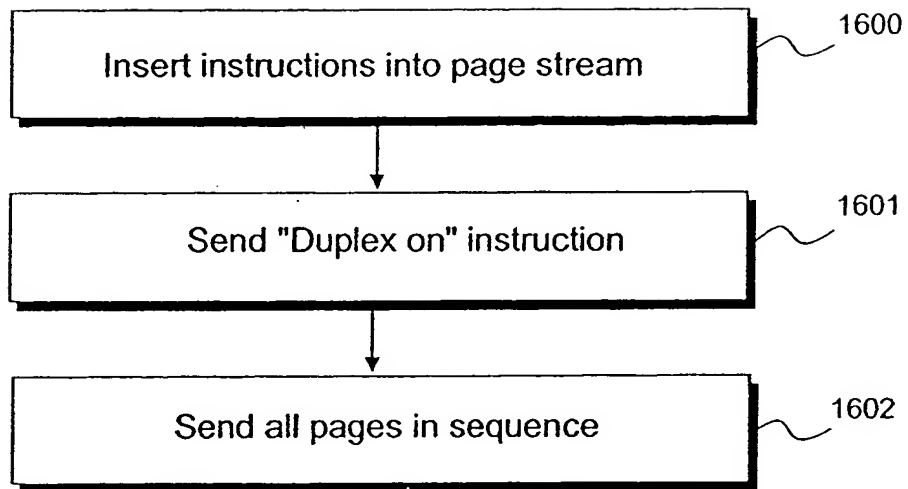 1600
Insert instructions into page stream
1601
Send "Duplex on" instruction
1602
Send all pages in sequence